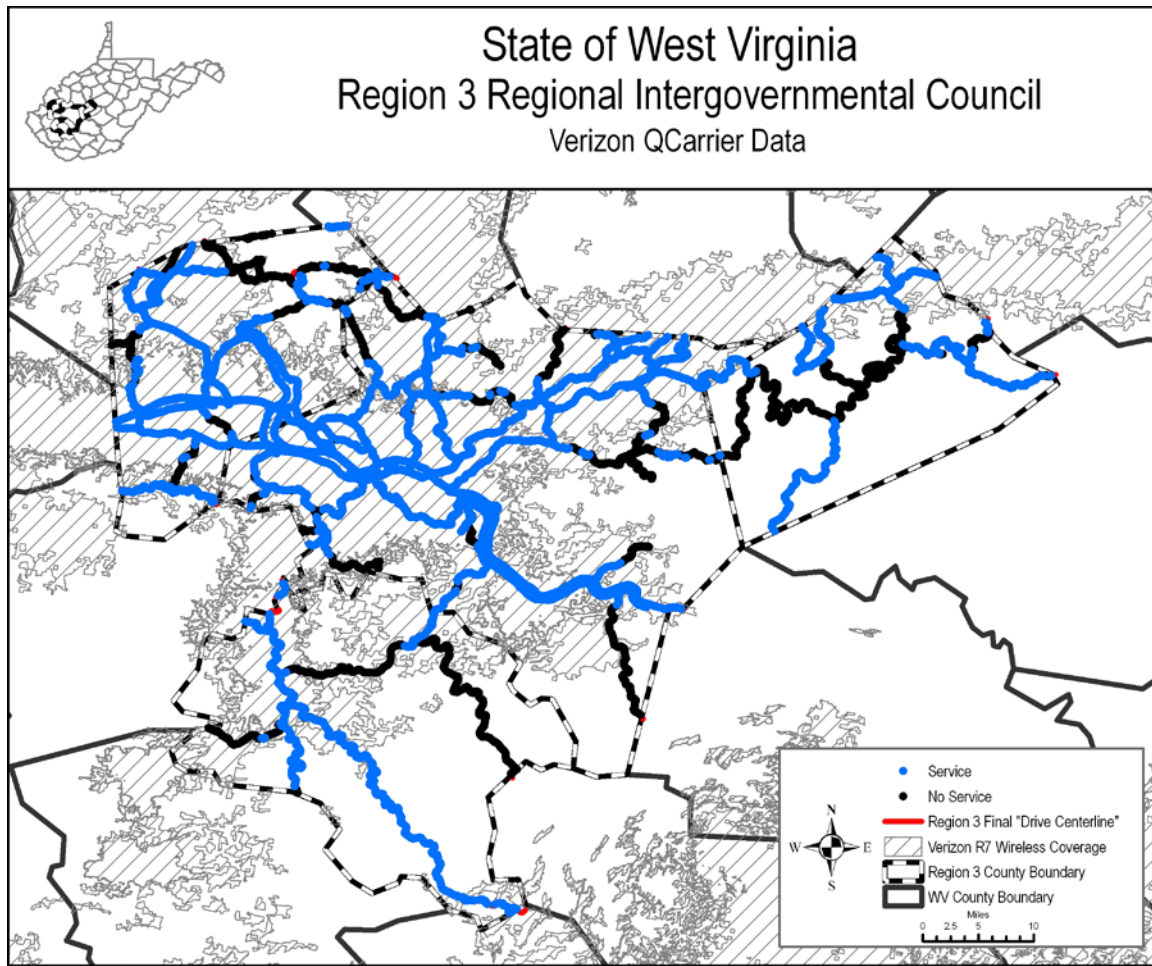 State of West Virginia
Region 3 Regional Intergovernmental Council
Verizon QCarrier Data
Service
No Service
Region 3 Final "Drive Centerline"
Verizon R7 Wireless Coverage
Region 3 County Boundary
WV County Boundary
N
W E
S
Miles
0 2.5 5 10